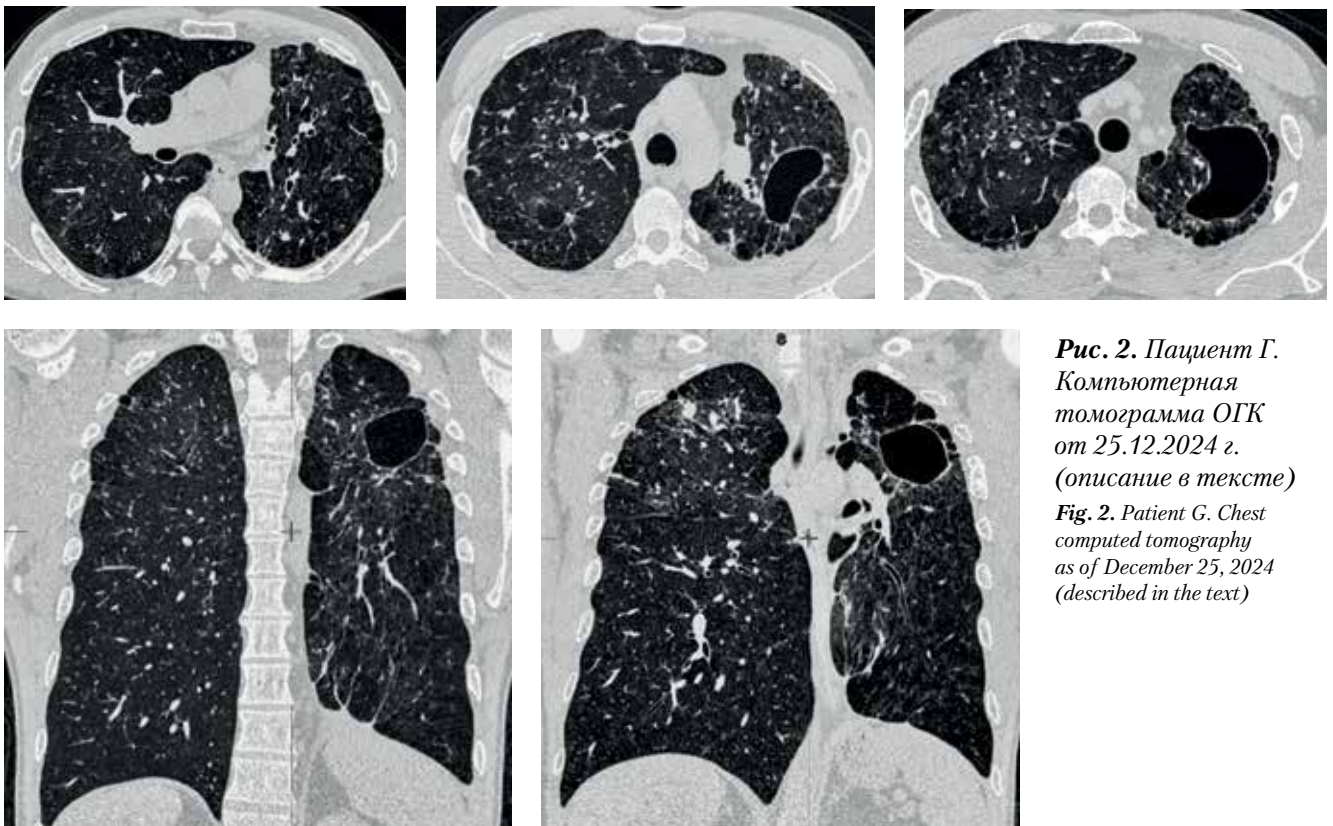 Рис. 2. Пациент Г.
Компьютерная
томограмма ОГК
от 25.12.2024 г.
(описание в тексте)
Fig. 2. Patient G. Chest
computed tomography
as of December 25, 2024
(described in the text)